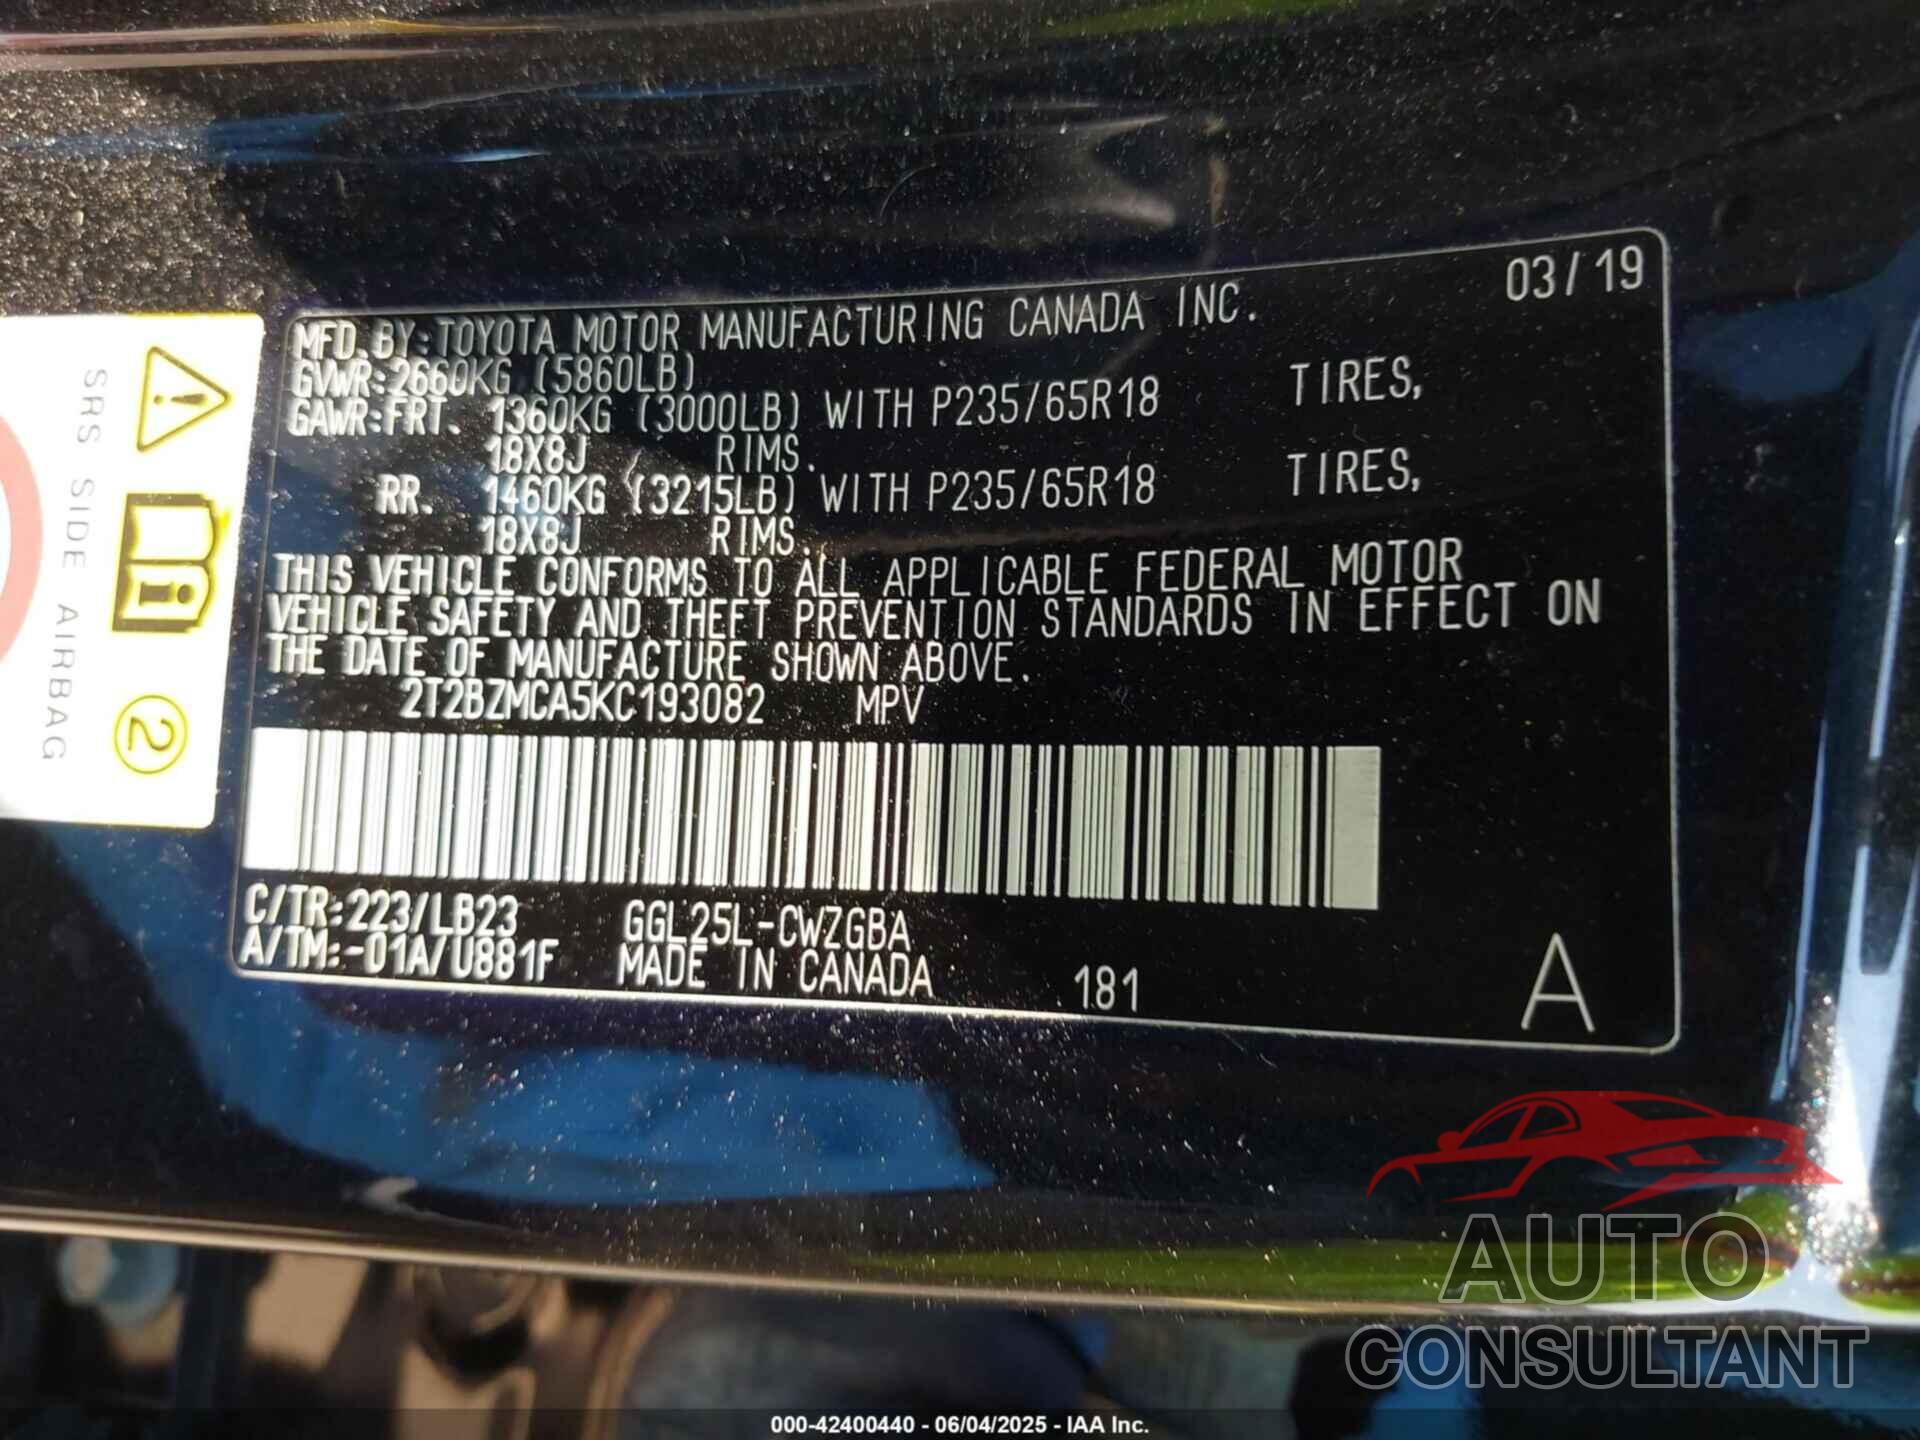 03/19
MFD. BY: TOYOTA MOTOR MANUFACTURING CANADA INC.
GVWR: 2660KG (5860LB)
GAWR: FRT. 1360KG (3000LB) WITH P235/65R18 TIRES,
18X8J , RIMS.
RR. 1460KG (3215LB) WITH P235/65R18 TIRES,
18X8J RIMS.,
THIS VEHICLE CONFORMS TO ALL APPLICABLE FEDERAL MOTOR
VEHICLE SAFETY AND THEFT PREVENTION STANDARDS IN EFFECT ON
THE DATE OF MANUFACTURE SHOWN ABOVE.
2T2BZMCA5KC193082 MPV
C/TR: 223/LB23 GGL25L-CWZGBA
A/TM: -01A/U881F MADE IN CANADA 181 A
SRS SIDE AIRBAG
2
AUTO
CONSULTANT
000-42400440 - 06/04/2025 - IAA Inc.